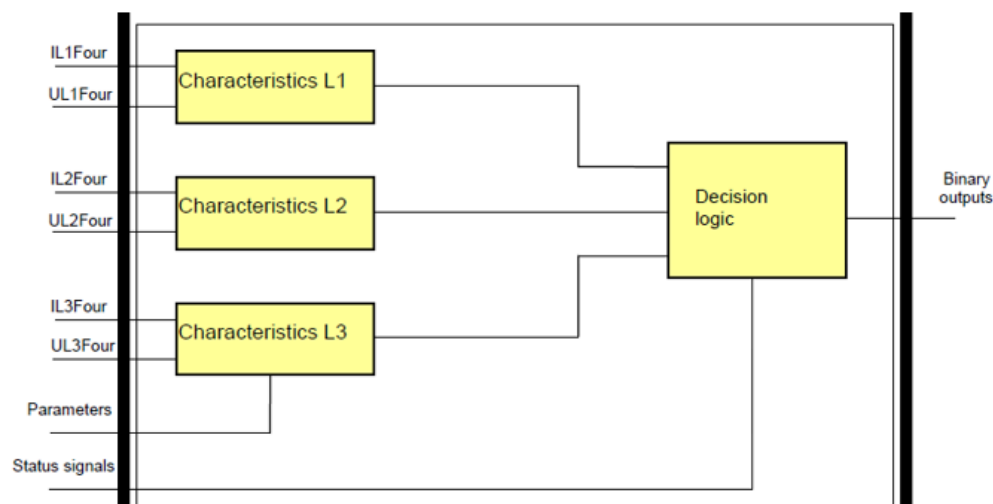 IL1Four
UL1Four
Characteristics L1
IL2Four
UL2Four
Characteristics L2
IL3Four
UL3Four
Characteristics L3
Parameters
Status signals
Decision
logic
Binary
outputs